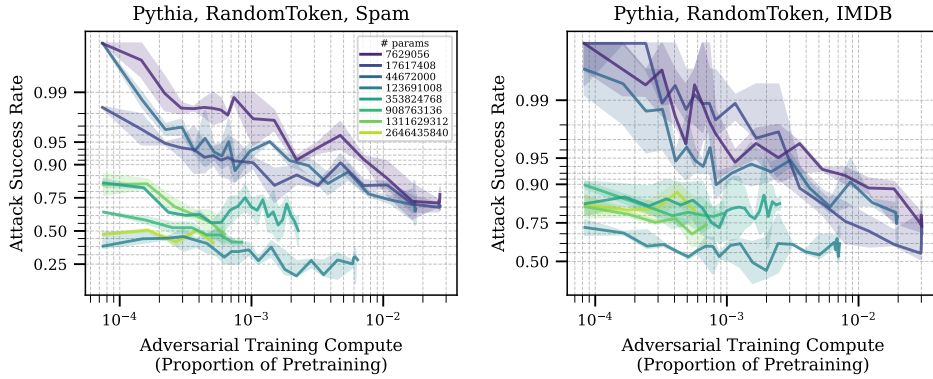 Pythia, RandomToken, Spam
Attack Success Rate
0.99
0.95
0.90
0.75
0.50
0.25
# params
7629056
17617408
44672000
123691008
353824768
908763136
1311629312
2646435840
10⁻⁴
10⁻³
10⁻²
Adversarial Training Compute
(Proportion of Pretraining)
Pythia, RandomToken, IMDB
Attack Success Rate
0.99
0.95
0.90
0.75
0.50
10⁻⁴
10⁻³
10⁻²
Adversarial Training Compute
(Proportion of Pretraining)